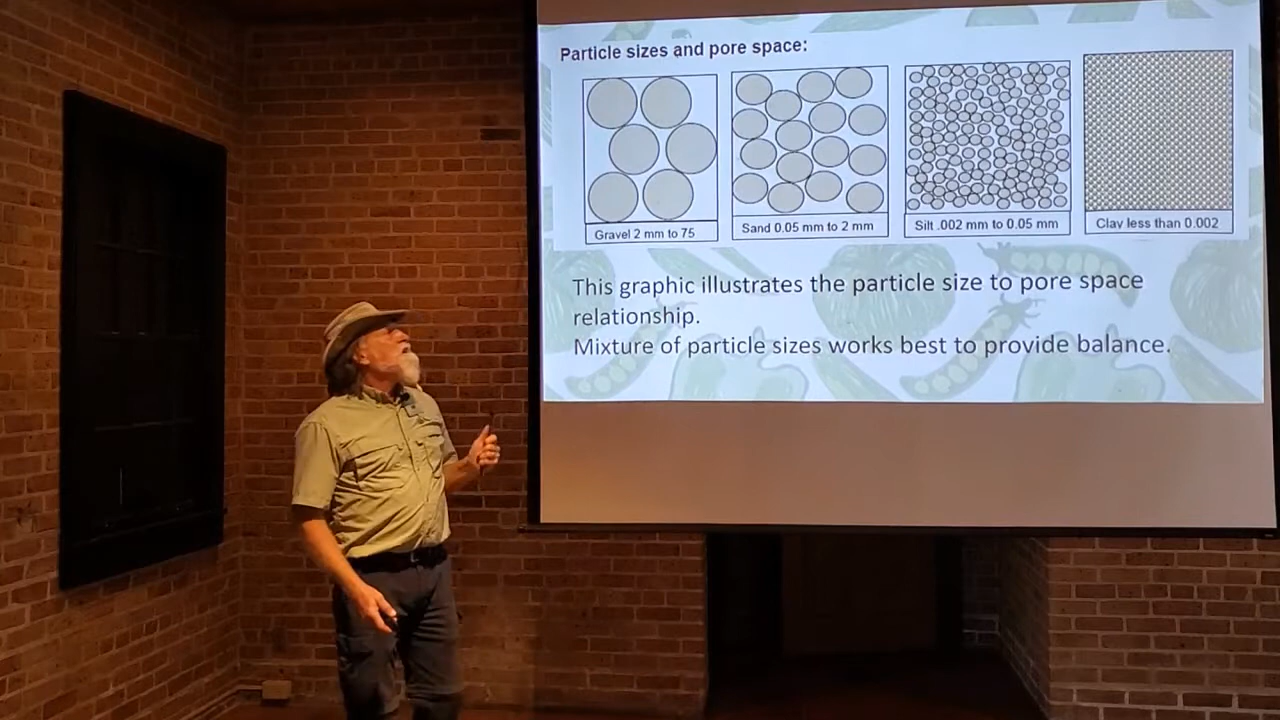 Particle sizes and pore space:
Gravel 2 mm to 75
Sand 0.05 mm to 2 mm
Silt .002 mm to 0.05 mm
Clay less than 0.002
This graphic illustrates the particle size to pore space
relationship.
Mixture of particle sizes works best to provide balance.